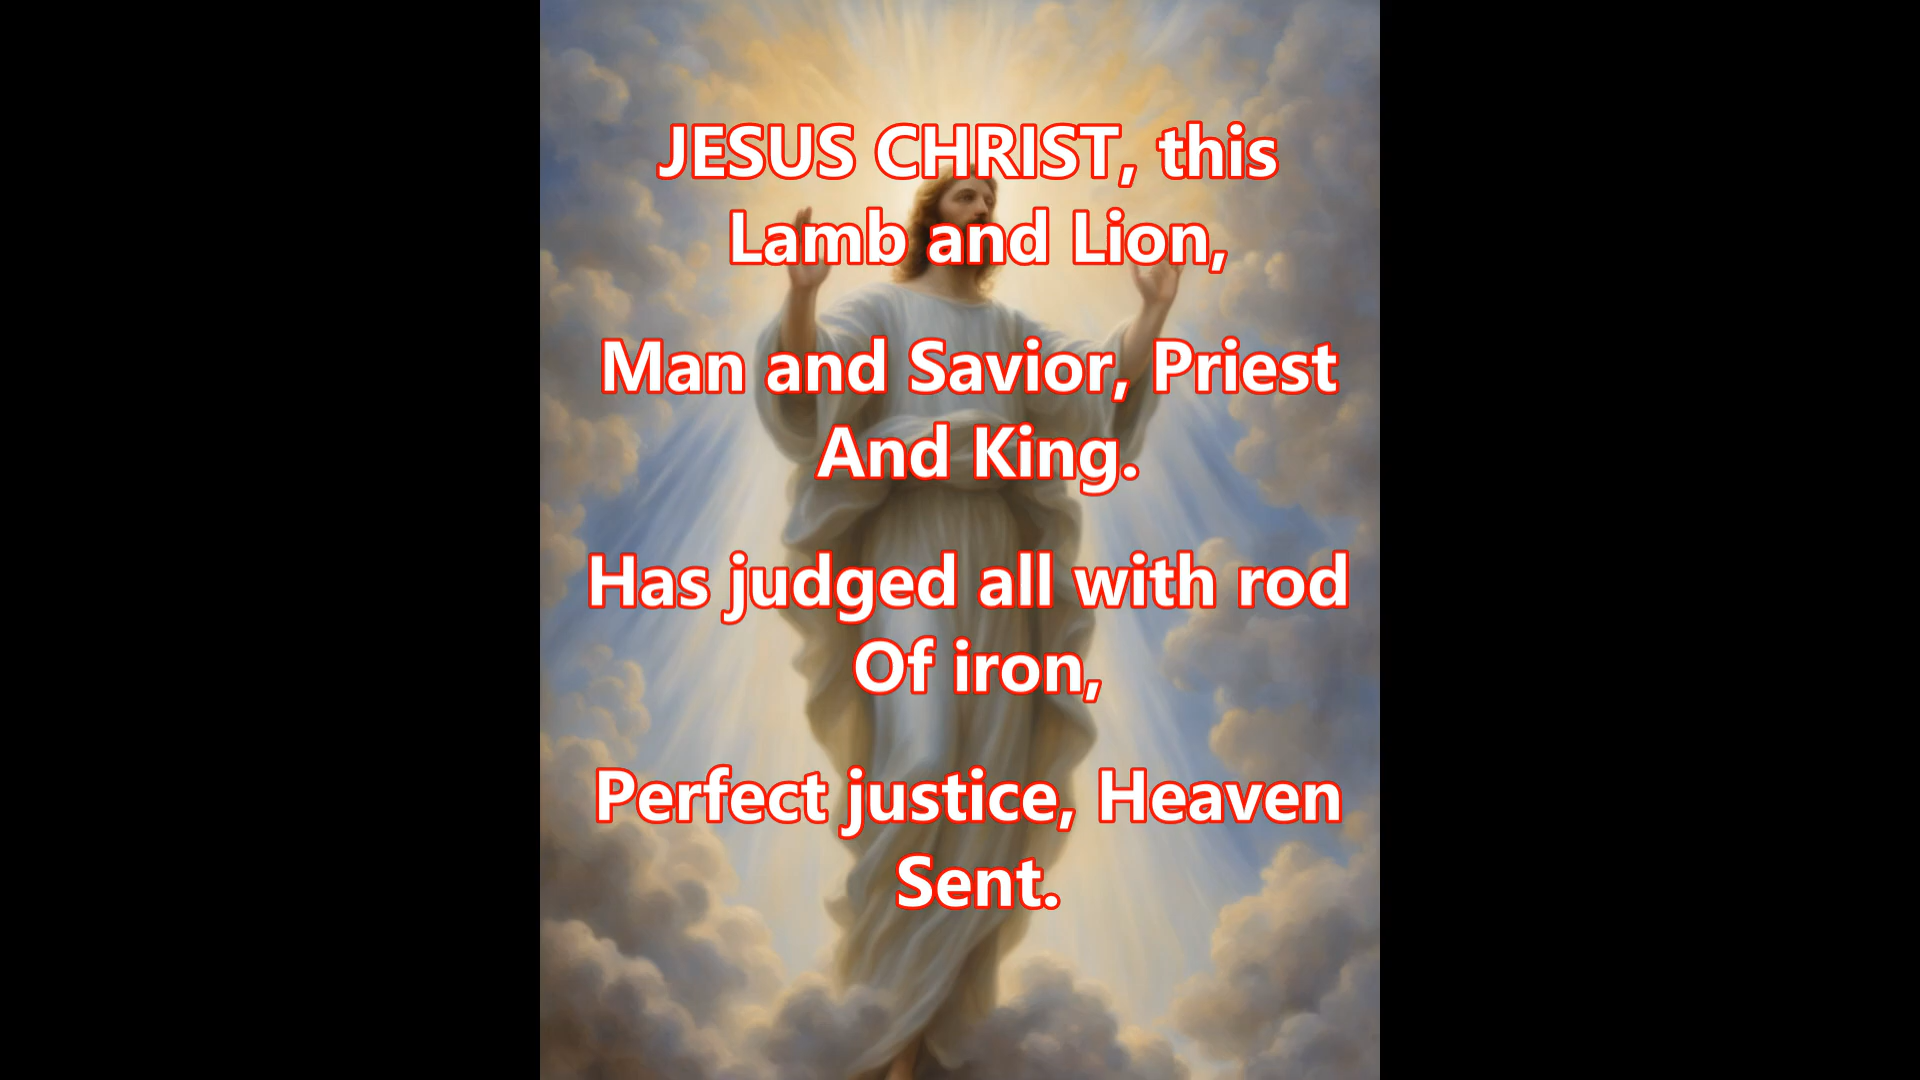 JESUS CHRIST, this
Lamb and Lion,
Man and Savior, Priest
And King.
Has judged all with rod
Of iron,
Perfect justice, Heaven
Sent.